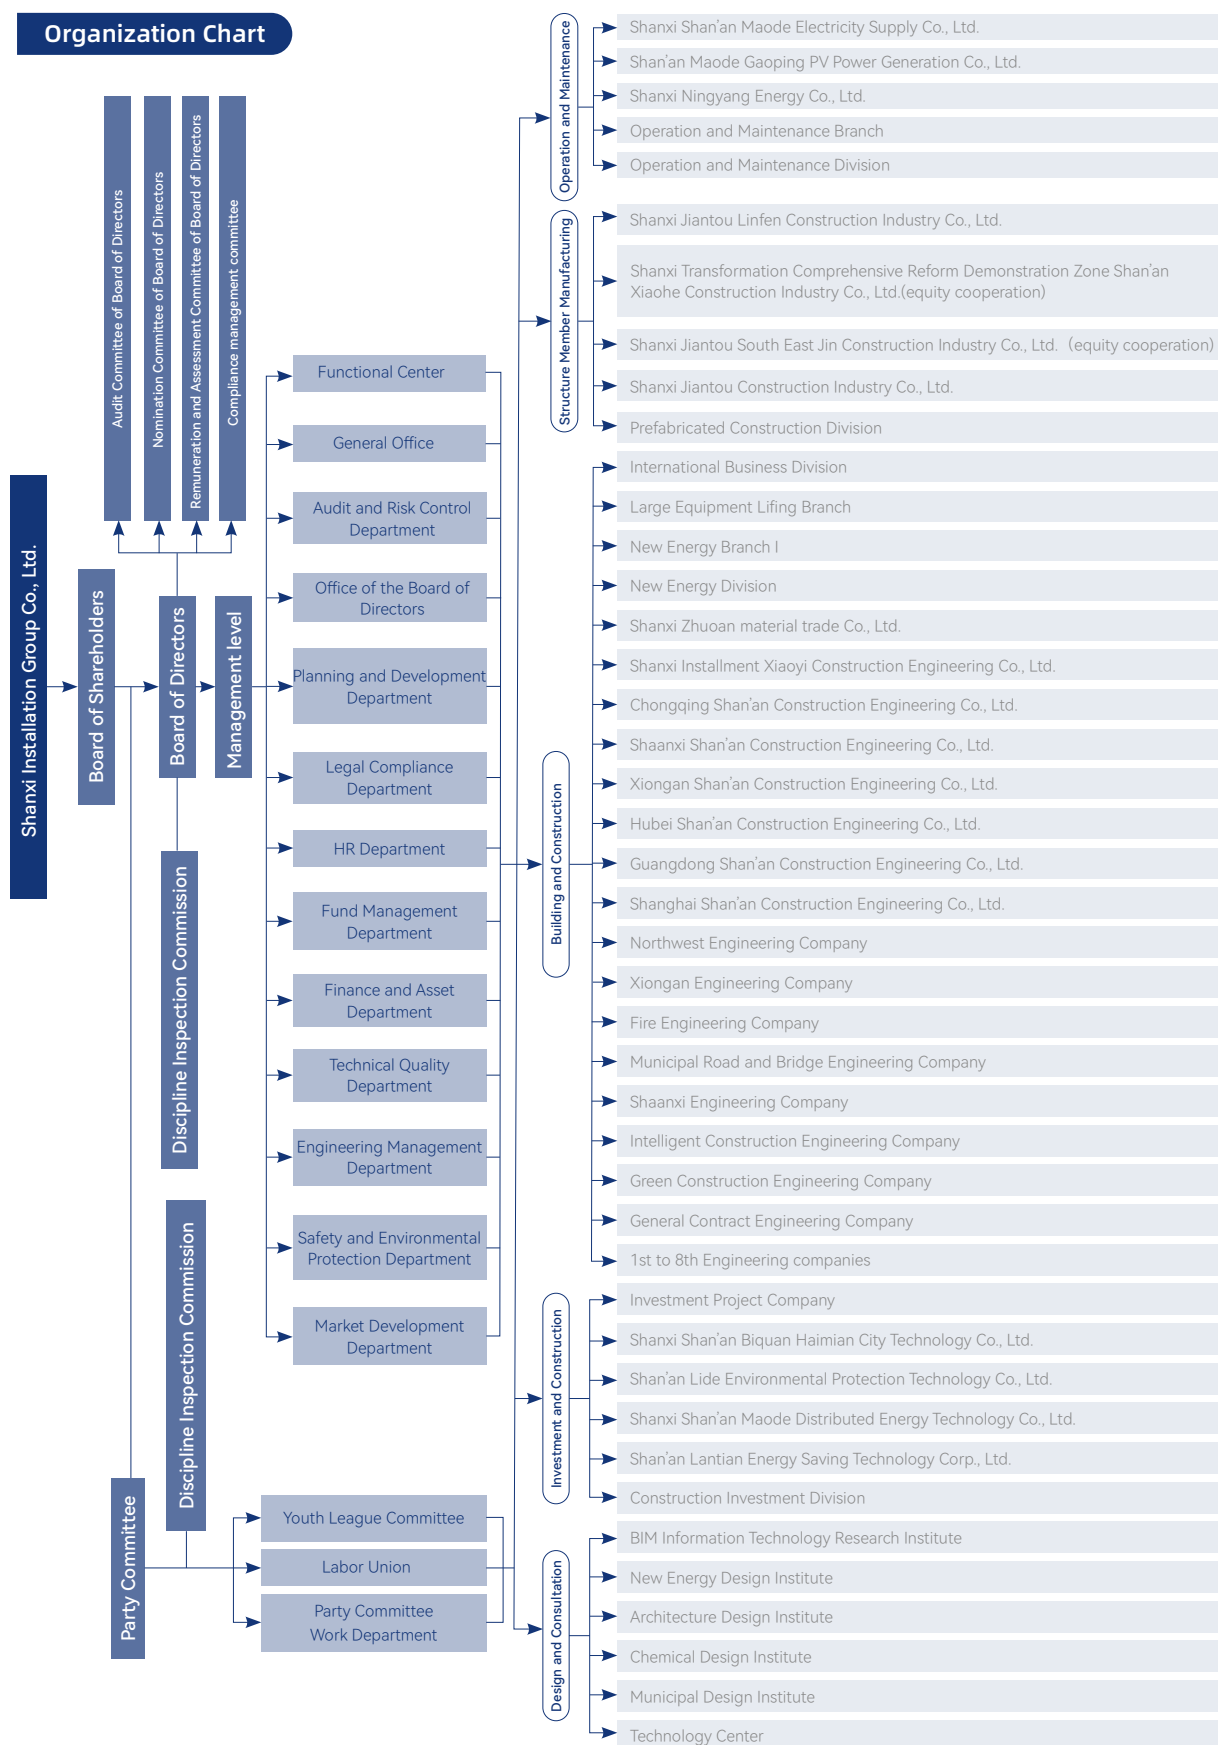 Organization Chart
Shanxi Installation Group Co., Ltd.
Board of Shareholders
Board of Directors
Management level
Audit Committee of Board of Directors
Nomination Committee of Board of Directors
Remuneration and Assessment Committee of Board of Directors
Compliance management committee
Discipline Inspection Commission
Discipline Inspection Commission
Party Committee
Functional Center
General Office
Audit and Risk Control
Department
Office of the Board of
Directors
Planning and Development
Department
Legal Compliance
Department
HR Department
Fund Management
Department
Finance and Asset
Department
Technical Quality
Department
Engineering Management
Department
Safety and Environmental
Protection Department
Market Development
Department
Youth League Committee
Labor Union
Party Committee
Work Department
Operation and Maintenance
Shanxi Shan'an Maode Electricity Supply Co., Ltd.
Shan'an Maode Gaoping PV Power Generation Co., Ltd.
Shanxi Ningyang Energy Co., Ltd.
Operation and Maintenance Branch
Operation and Maintenance Division
Structure Member Manufacturing
Shanxi Jiantou Linfen Construction Industry Co., Ltd.
Shanxi Transformation Comprehensive Reform Demonstration Zone Shan'an
Xiaohe Construction Industry Co., Ltd.(equity cooperation)
Shanxi Jiantou South East Jin Construction Industry Co., Ltd. (equity cooperation)
Shanxi Jiantou Construction Industry Co., Ltd.
Prefabricated Construction Division
Building and Construction
International Business Division
Large Equipment Lifing Branch
New Energy Branch I
New Energy Division
Shanxi Zhuoan material trade Co., Ltd.
Shanxi Installment Xiaoyi Construction Engineering Co., Ltd.
Chongqing Shan'an Construction Engineering Co., Ltd.
Shaanxi Shan'an Construction Engineering Co., Ltd.
Xiongan Shan'an Construction Engineering Co., Ltd.
Hubei Shan'an Construction Engineering Co., Ltd.
Guangdong Shan'an Construction Engineering Co., Ltd.
Shanghai Shan'an Construction Engineering Co., Ltd.
Northwest Engineering Company
Xiongan Engineering Company
Fire Engineering Company
Municipal Road and Bridge Engineering Company
Shaanxi Engineering Company
Intelligent Construction Engineering Company
Green Construction Engineering Company
General Contract Engineering Company
1st to 8th Engineering companies
Investment and Construction
Investment Project Company
Shanxi Shan'an Biquan Haimian City Technology Co., Ltd.
Shan'an Lide Environmental Protection Technology Co., Ltd.
Shanxi Shan'an Maode Distributed Energy Technology Co., Ltd.
Shan'an Lantian Energy Saving Technology Corp., Ltd.
Construction Investment Division
Design and Consultation
BIM Information Technology Research Institute
New Energy Design Institute
Architecture Design Institute
Chemical Design Institute
Municipal Design Institute
Technology Center